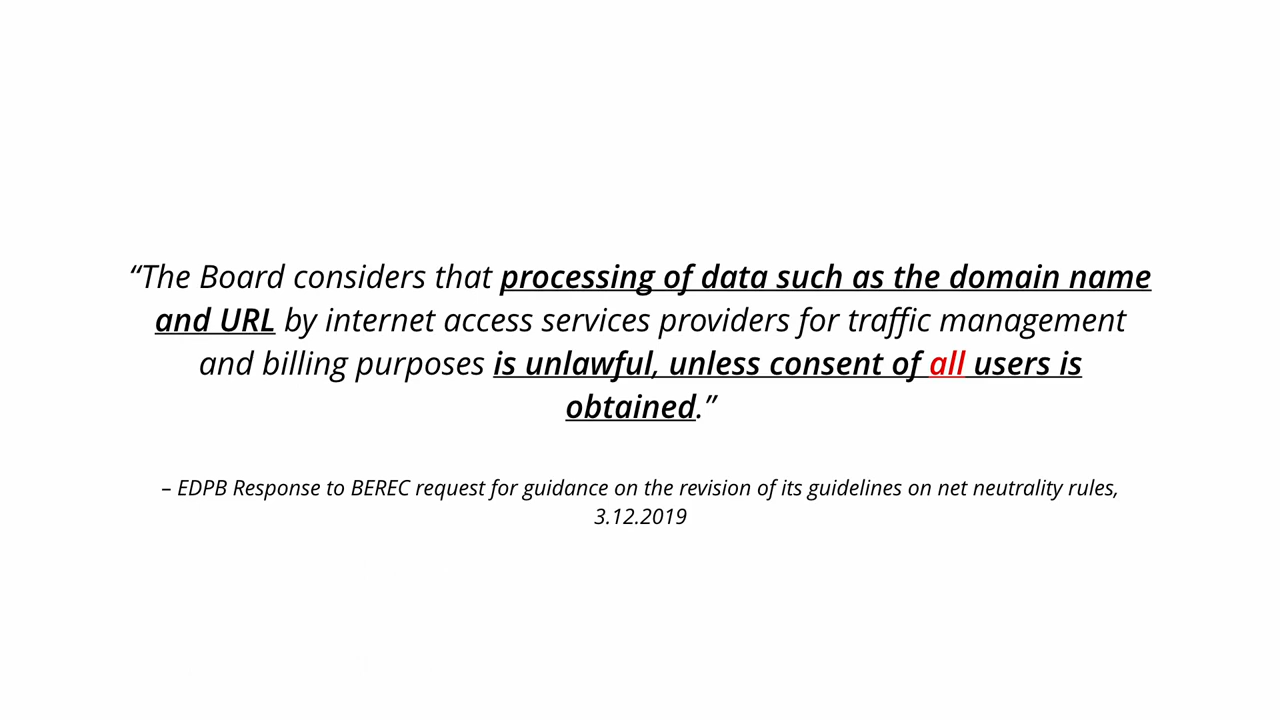 “The Board considers that processing of data such as the domain name
and URL by internet access services providers for traffic management
and billing purposes is unlawful, unless consent of all users is
obtained.”
– EDPB Response to BEREC request for guidance on the revision of its guidelines on net neutrality rules,
3.12.2019